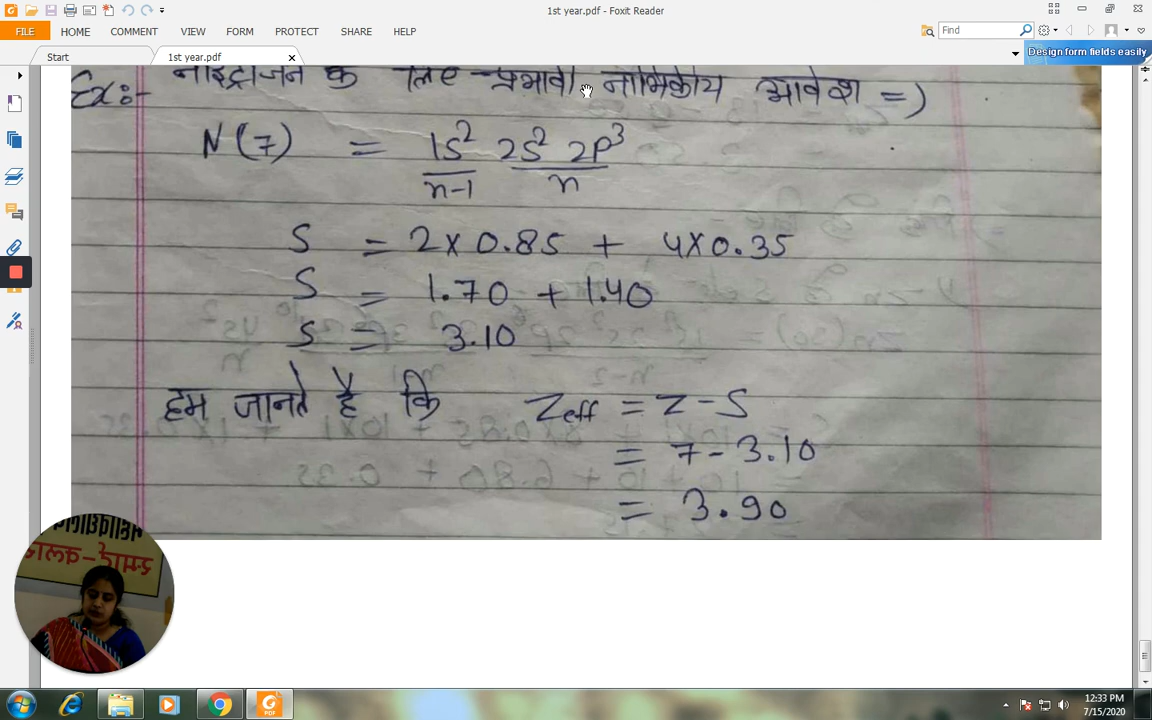 1st year.pdf - Foxit Reader
FILE HOME COMMENT VIEW FORM PROTECT SHARE HELP
Find
Start 1st year.pdf
Design form fields easily
Ex:- नाइट्रोजन के लिए प्रभावी नाभिकीय आवेश =)
N(7) = 1s² 2s² 2p³
n-1 n
S = 2×0.85 + 4×0.35
S = 1.70 + 1.40
S = 3.10
हम जानते है कि Zeff = Z-S
= 7-3.10
= 3.90
12:33 PM
7/15/2020